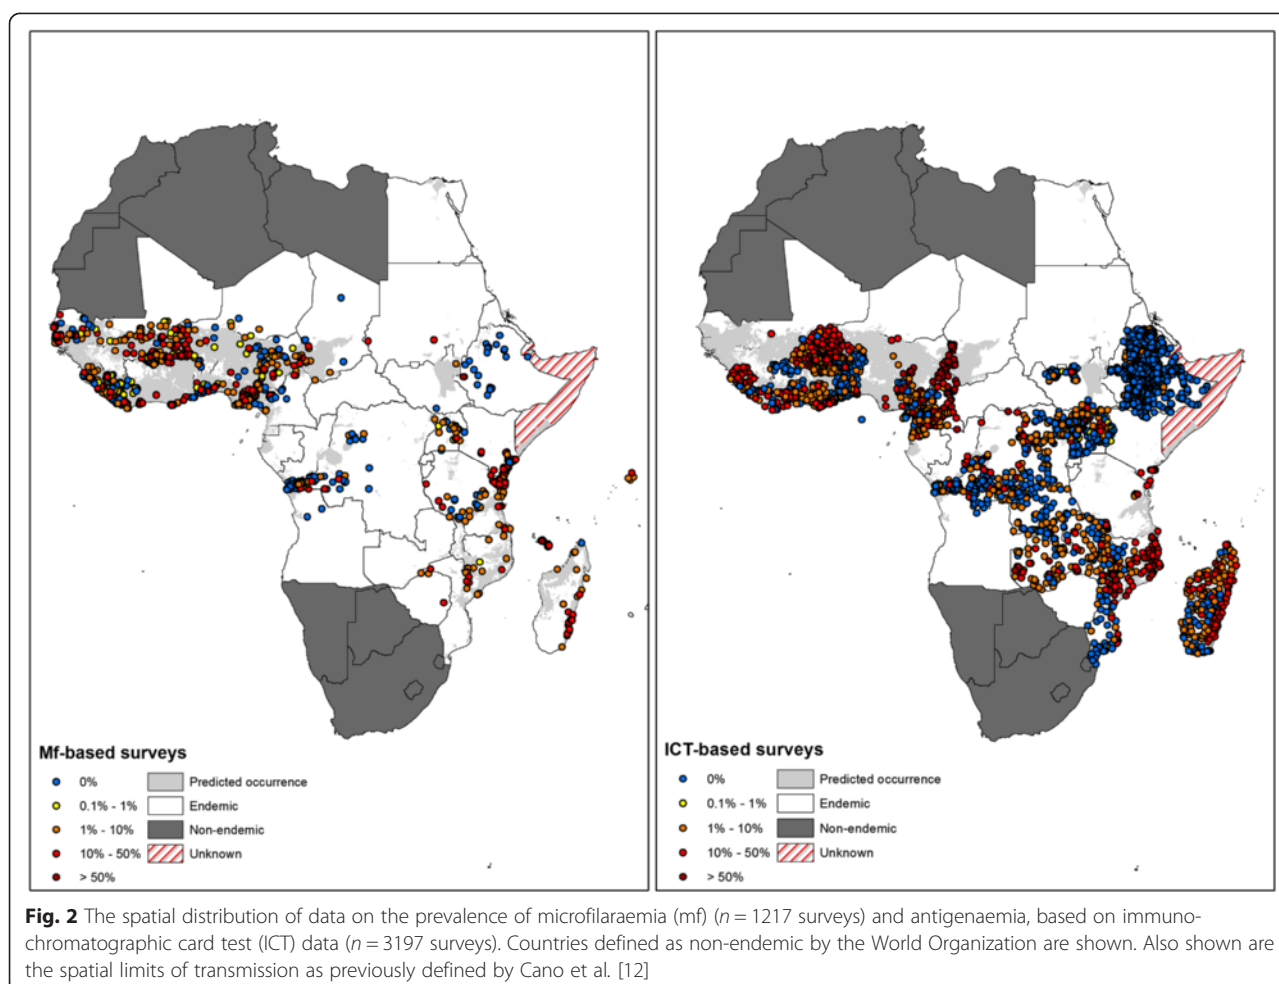 Mf-based surveys
0%
Predicted occurrence
0.1% - 1%
Endemic
1% - 10%
Non-endemic
10% - 50%
Unknown
> 50%
ICT-based surveys
0%
Predicted occurrence
0.1% - 1%
Endemic
1% - 10%
Non-endemic
10% - 50%
Unknown
> 50%
Fig. 2 The spatial distribution of data on the prevalence of microfilaraemia (mf) (n = 1217 surveys) and antigenaemia, based on immuno-
chromatographic card test (ICT) data (n = 3197 surveys). Countries defined as non-endemic by the World Organization are shown. Also shown are
the spatial limits of transmission as previously defined by Cano et al. [12]